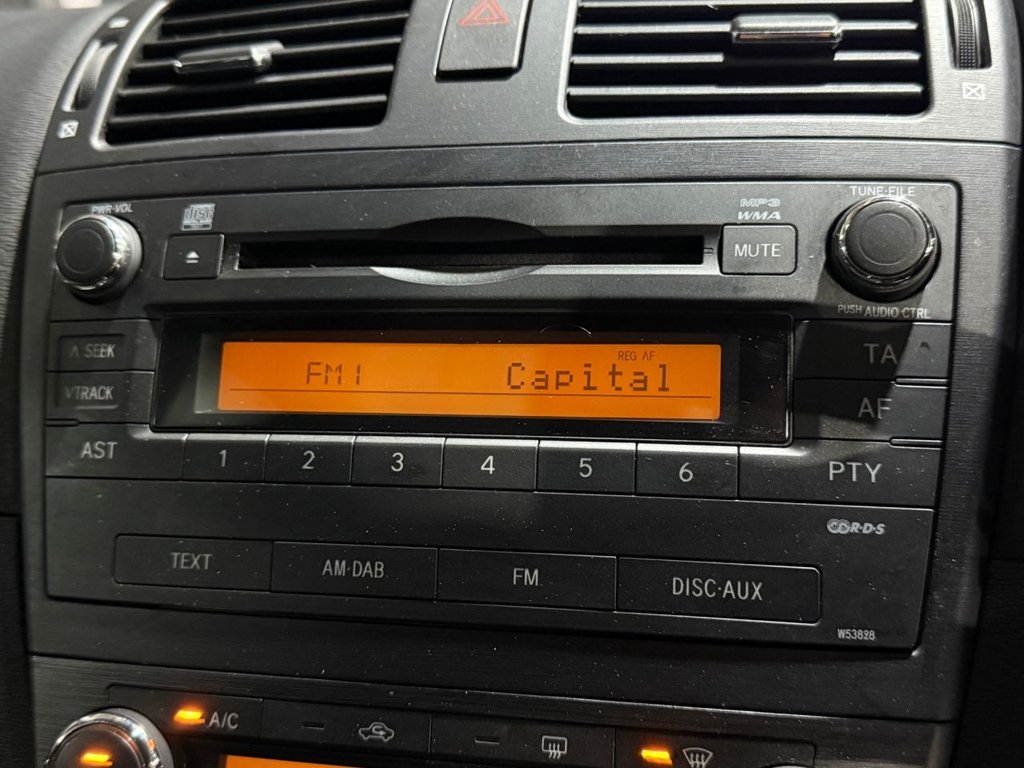 PWR·VOL
DISC
MP3
WMA
MUTE
TUNE·FILE
PUSH AUDIO CTRL
∧ SEEK
∨ TRACK
FM1
REG AF
Capital
TA
AF
AST
1
2
3
4
5
6
PTY
R·D·S
TEXT
AM·DAB
FM
DISC·AUX
W53828
A/C